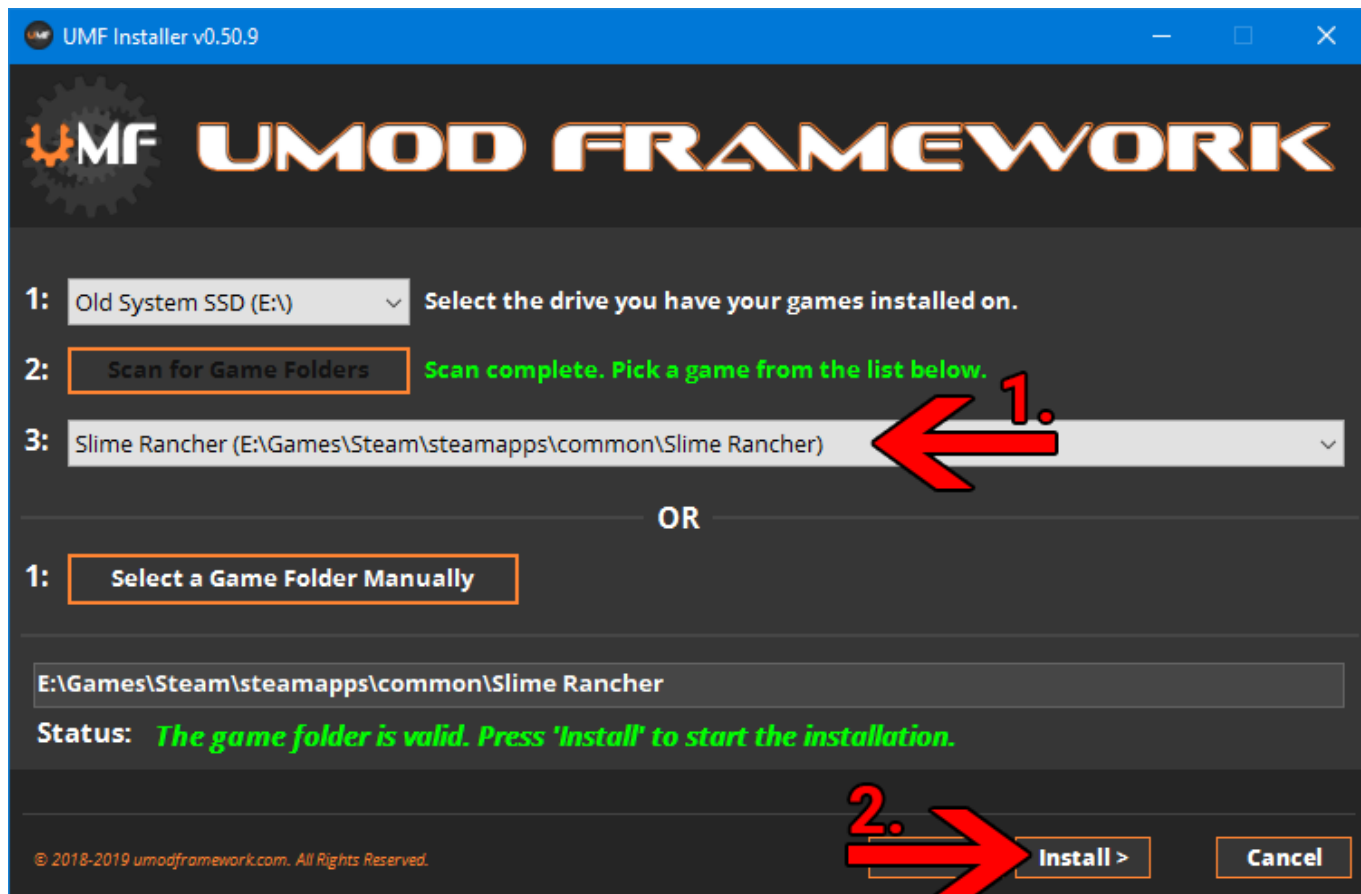 UMF Installer v0.50.9
UMF UMOD FRAMEWORK
1: Old System SSD (E:\) Select the drive you have your games installed on.
2: Scan for Game Folders Scan complete. Pick a game from the list below.
1.
3: Slime Rancher (E:\Games\Steam\steamapps\common\Slime Rancher)
OR
1: Select a Game Folder Manually
E:\Games\Steam\steamapps\common\Slime Rancher
Status: The game folder is valid. Press 'Install' to start the installation.
2.
© 2018-2019 umodframework.com. All Rights Reserved. Install > Cancel